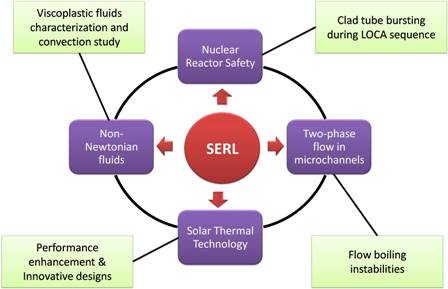 Viscoplastic fluids
characterization and
convection study
Nuclear
Reactor Safety
Clad tube bursting
during LOCA sequence
Non-
Newtonian
fluids
SERL
Two-phase
flow in
microchannels
Solar Thermal
Technology
Performance
enhancement &
Innovative designs
Flow boiling
instabilities